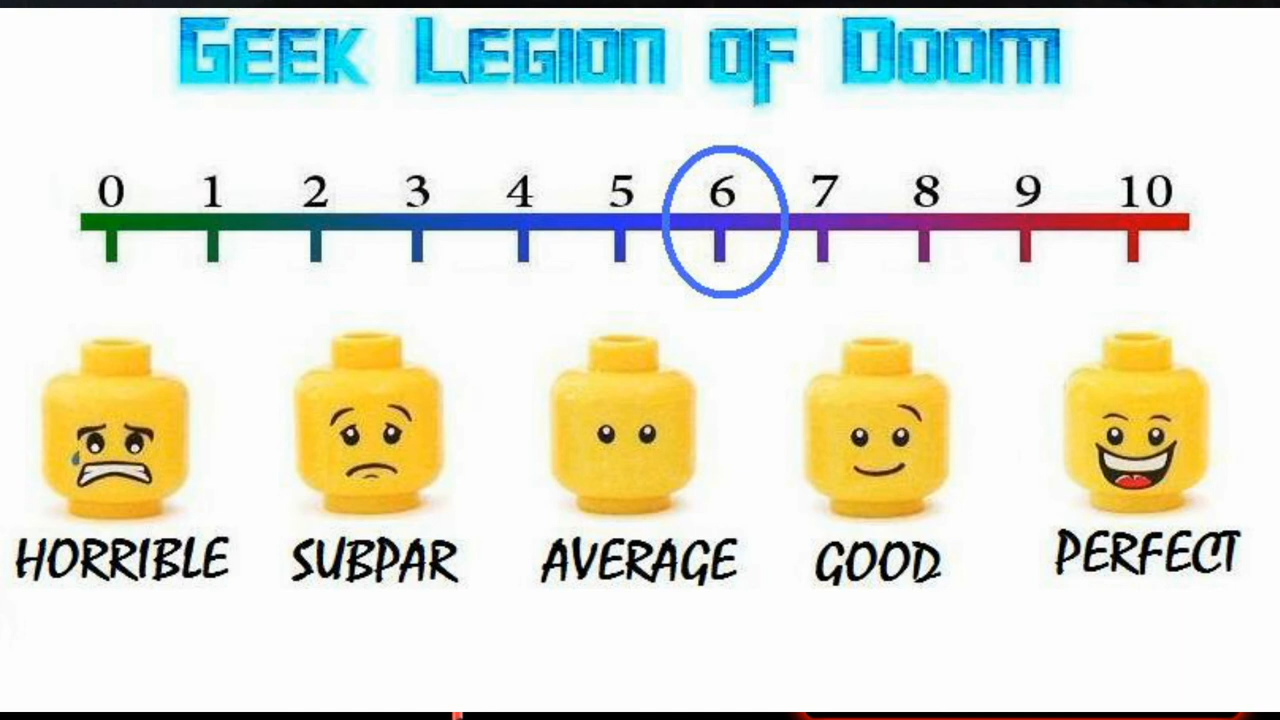 Geek Legion of Doom
0 1 2 3 4 5 6 7 8 9 10
HORRIBLE SUBPAR AVERAGE GOOD PERFECT